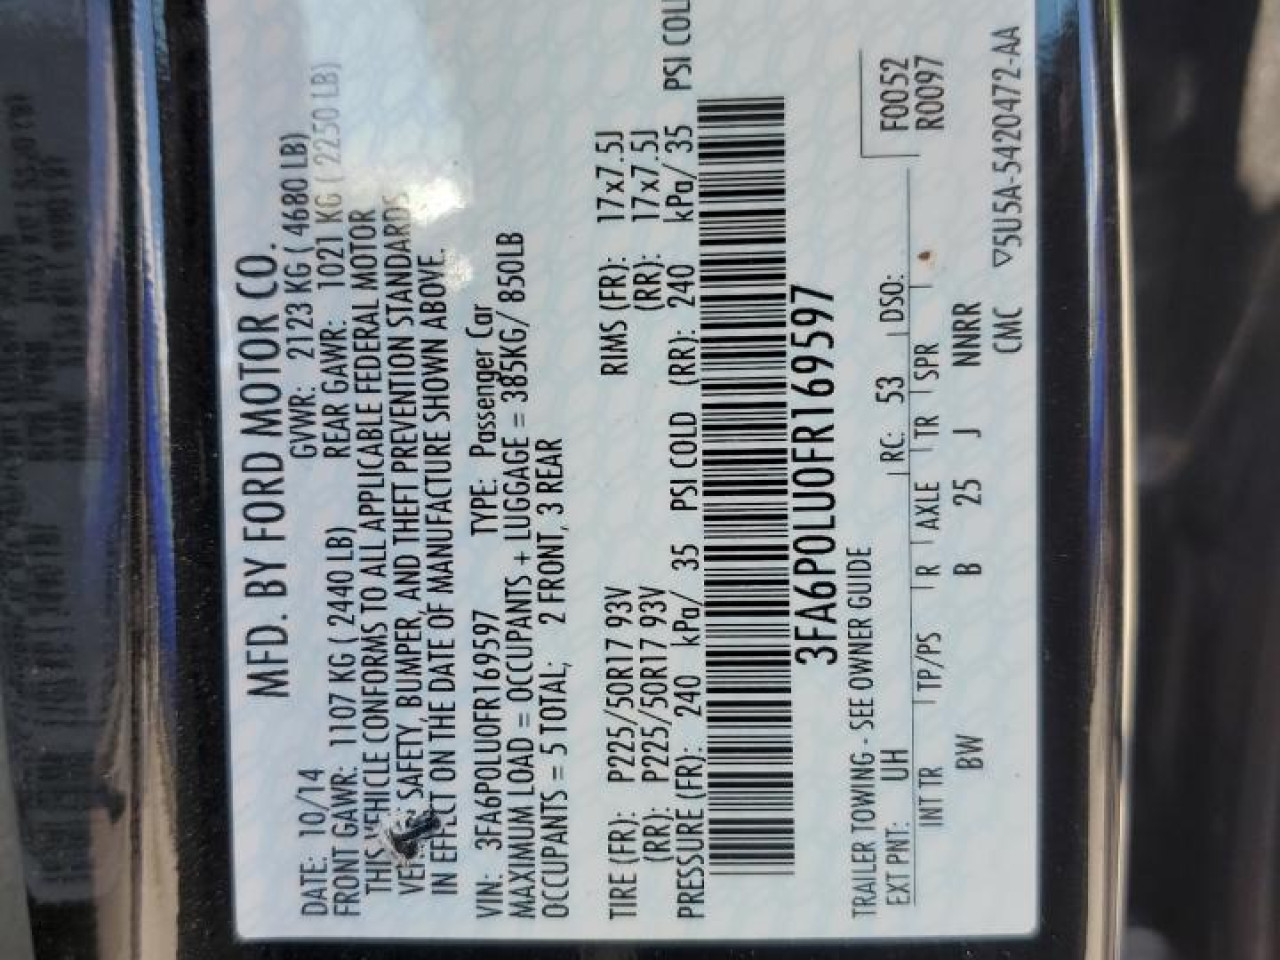 MFD. BY FORD MOTOR CO.
DATE: 10/14 GVWR: 2123 KG ( 4680 LB)
FRONT GAWR: 1107 KG ( 2440 LB) REAR GAWR: 1021 KG ( 2250 LB)
THIS VEHICLE CONFORMS TO ALL APPLICABLE FEDERAL MOTOR
SAFETY, BUMPER, AND THEFT PREVENTION STANDARDS
IN EFFECT ON THE DATE OF MANUFACTURE SHOWN ABOVE.
VIN: 3FA6P0LU0FR169597 TYPE: Passenger Car
MAXIMUM LOAD = OCCUPANTS + LUGGAGE = 385KG/ 850LB
OCCUPANTS = 5 TOTAL; 2 FRONT, 3 REAR
TIRE (FR): P225/50R17 93V RIMS (FR): 17x7.5J
(RR): P225/50R17 93V (RR): 17x7.5J
PRESSURE (FR): 240 kPa/ 35 PSI COLD (RR): 240 kPa/ 35 PSI COL
3FA6P0LU0FR169597
TRAILER TOWING - SEE OWNER GUIDE
F0052
R0097
EXT PNT: UH RC: 53 DSO:
INT TR TP/PS R AXLE TR SPR
BW B 25 J NNRR
CMC ▽5U5A-5420472-AA